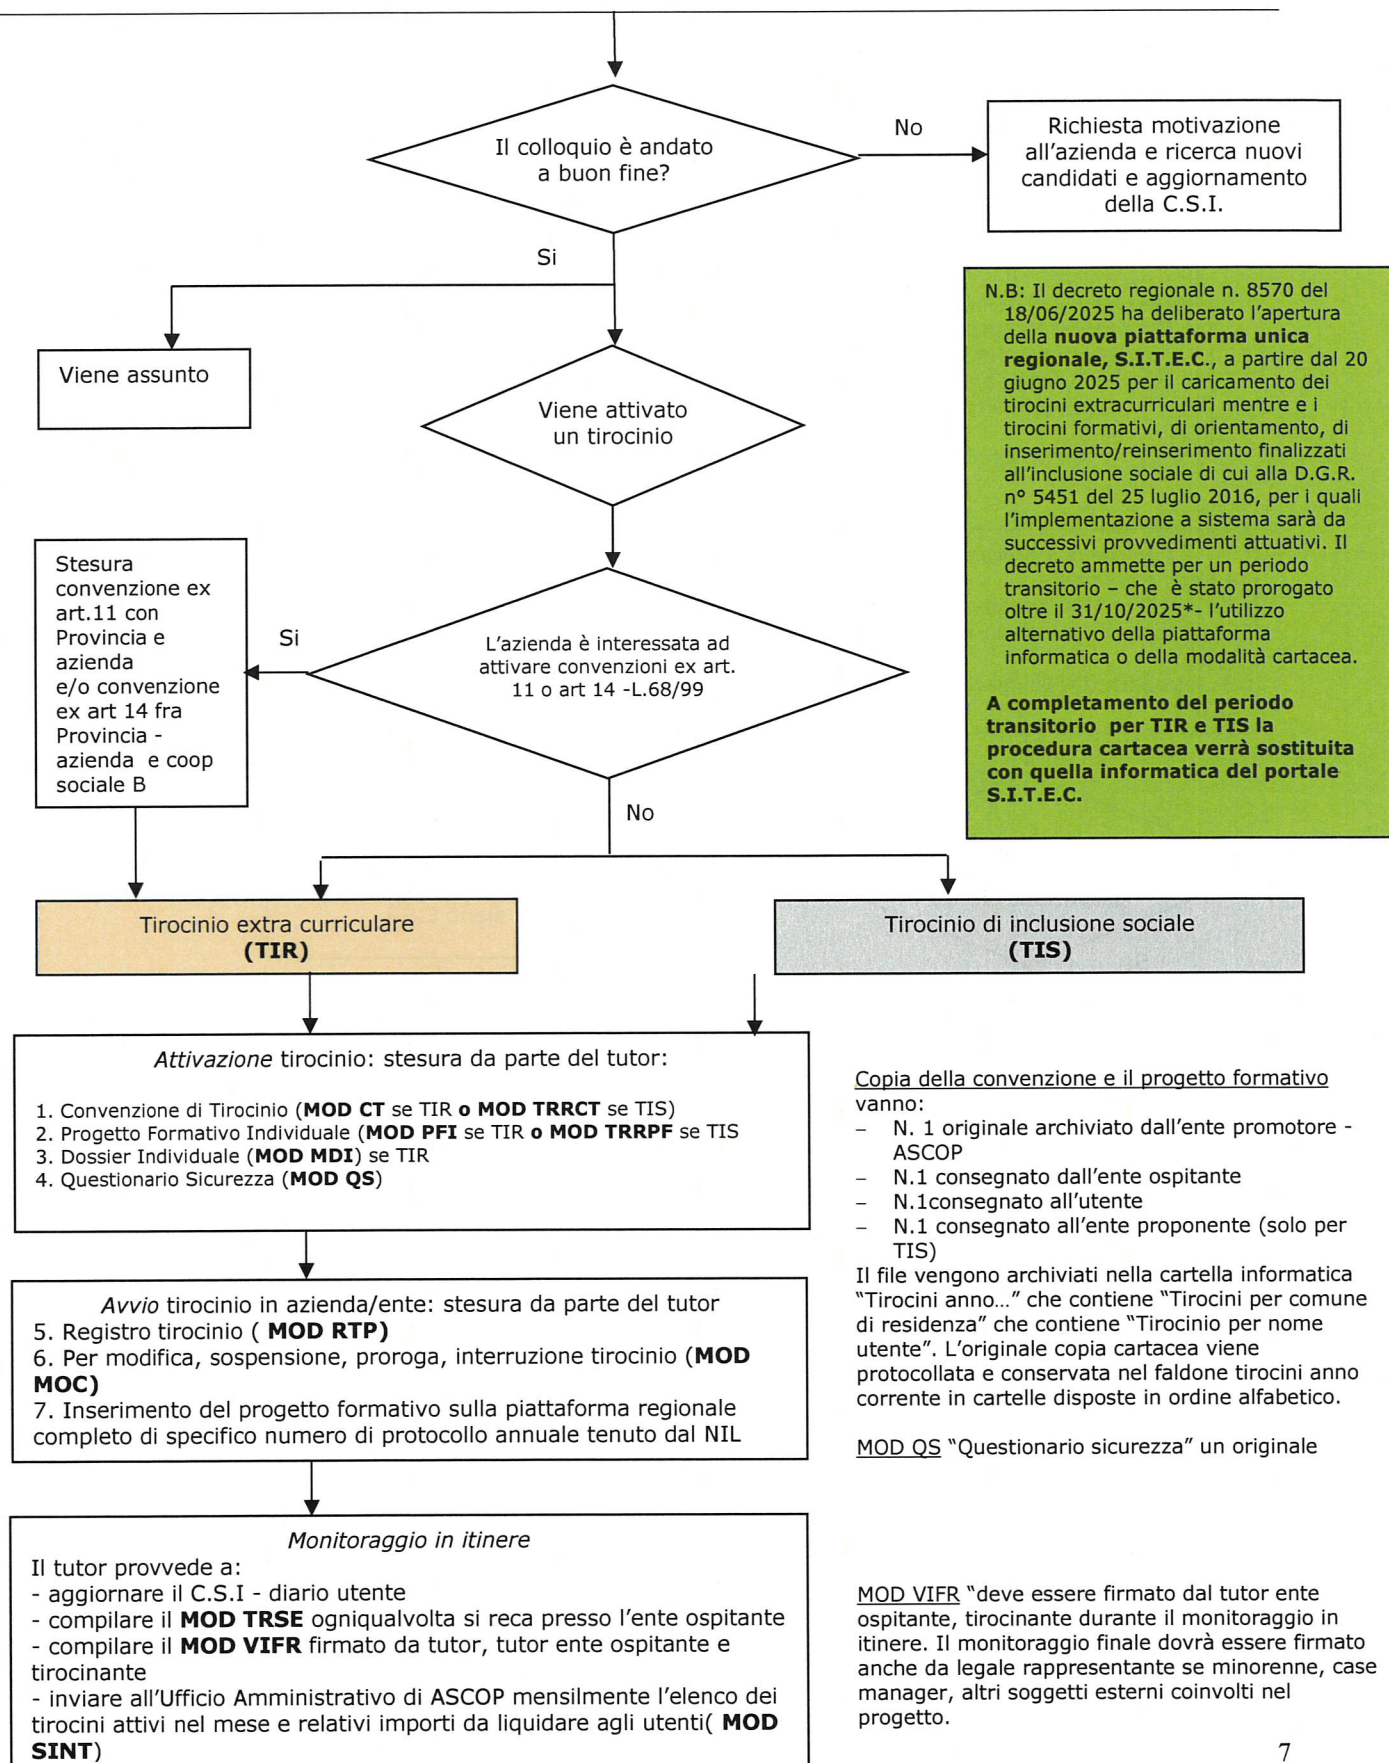 Il colloquio è andato
a buon fine?
No
Richiesta motivazione
all'azienda e ricerca nuovi
candidati e aggiornamento
della C.S.I.
Si
Viene assunto
Viene attivato
un tirocinio
N.B: Il decreto regionale n. 8570 del
18/06/2025 ha deliberato l'apertura
della nuova piattaforma unica
regionale, S.I.T.E.C., a partire dal 20
giugno 2025 per il caricamento dei
tirocini extracurriculari mentre e i
tirocini formativi, di orientamento, di
inserimento/reinserimento finalizzati
all'inclusione sociale di cui alla D.G.R.
n° 5451 del 25 luglio 2016, per i quali
l'implementazione a sistema sarà da
successivi provvedimenti attuativi. Il
decreto ammette per un periodo
transitorio – che è stato prorogato
oltre il 31/10/2025*- l'utilizzo
alternativo della piattaforma
informatica o della modalità cartacea.
A completamento del periodo
transitorio per TIR e TIS la
procedura cartacea verrà sostituita
con quella informatica del portale
S.I.T.E.C.
Stesura
convenzione ex
art.11 con
Provincia e
azienda
e/o convenzione
ex art 14 fra
Provincia -
azienda e coop
sociale B
Si
L'azienda è interessata ad
attivare convenzioni ex art.
11 o art 14 -L.68/99
No
Tirocinio extra curriculare
(TIR)
Tirocinio di inclusione sociale
(TIS)
Attivazione tirocinio: stesura da parte del tutor:
1. Convenzione di Tirocinio (MOD CT se TIR o MOD TRRCT se TIS)
2. Progetto Formativo Individuale (MOD PFI se TIR o MOD TRRPF se TIS
3. Dossier Individuale (MOD MDI) se TIR
4. Questionario Sicurezza (MOD QS)
Copia della convenzione e il progetto formativo
vanno:
– N. 1 originale archiviato dall'ente promotore -
ASCOP
– N.1 consegnato dall'ente ospitante
– N.1consegnato all'utente
– N.1 consegnato all'ente proponente (solo per
TIS)
Il file vengono archiviati nella cartella informatica
"Tirocini anno…" che contiene "Tirocini per comune
di residenza" che contiene "Tirocinio per nome
utente". L'originale copia cartacea viene
protocollata e conservata nel faldone tirocini anno
corrente in cartelle disposte in ordine alfabetico.
MOD QS "Questionario sicurezza" un originale
Avvio tirocinio in azienda/ente: stesura da parte del tutor
5. Registro tirocinio ( MOD RTP)
6. Per modifica, sospensione, proroga, interruzione tirocinio (MOD
MOC)
7. Inserimento del progetto formativo sulla piattaforma regionale
completo di specifico numero di protocollo annuale tenuto dal NIL
Monitoraggio in itinere
Il tutor provvede a:
- aggiornare il C.S.I - diario utente
- compilare il MOD TRSE ogniqualvolta si reca presso l'ente ospitante
- compilare il MOD VIFR firmato da tutor, tutor ente ospitante e
tirocinante
- inviare all'Ufficio Amministrativo di ASCOP mensilmente l'elenco dei
tirocini attivi nel mese e relativi importi da liquidare agli utenti( MOD
SINT)
MOD VIFR "deve essere firmato dal tutor ente
ospitante, tirocinante durante il monitoraggio in
itinere. Il monitoraggio finale dovrà essere firmato
anche da legale rappresentante se minorenne, case
manager, altri soggetti esterni coinvolti nel
progetto.
7